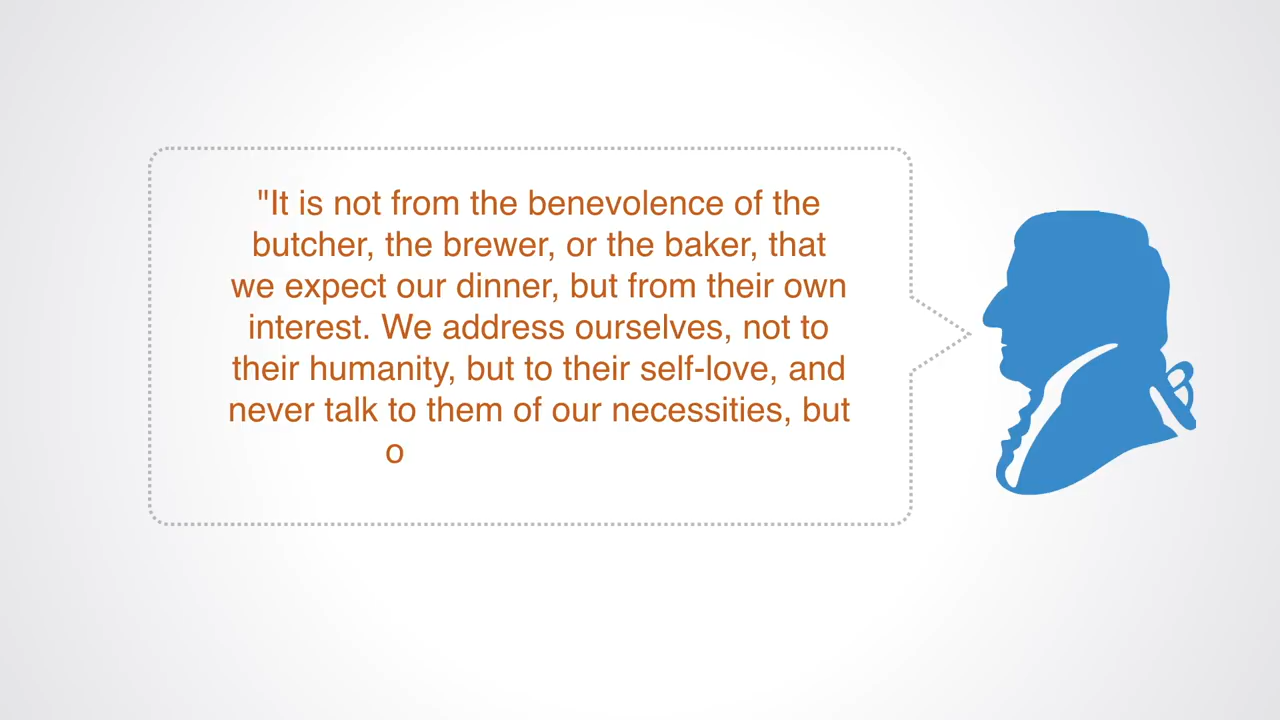 "It is not from the benevolence of the
butcher, the brewer, or the baker, that
we expect our dinner, but from their own
interest. We address ourselves, not to
their humanity, but to their self-love, and
never talk to them of our necessities, but
o